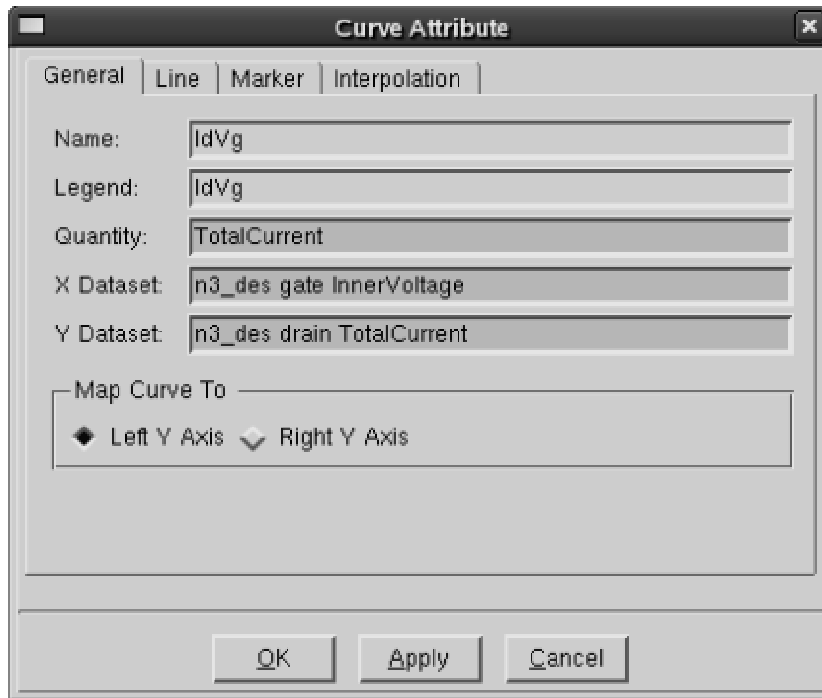 Curve Attribute
General Line Marker Interpolation
Name: IdVg
Legend: IdVg
Quantity: TotalCurrent
X Dataset: n3_des gate InnerVoltage
Y Dataset: n3_des drain TotalCurrent
Map Curve To
Left Y Axis Right Y Axis
OK Apply Cancel